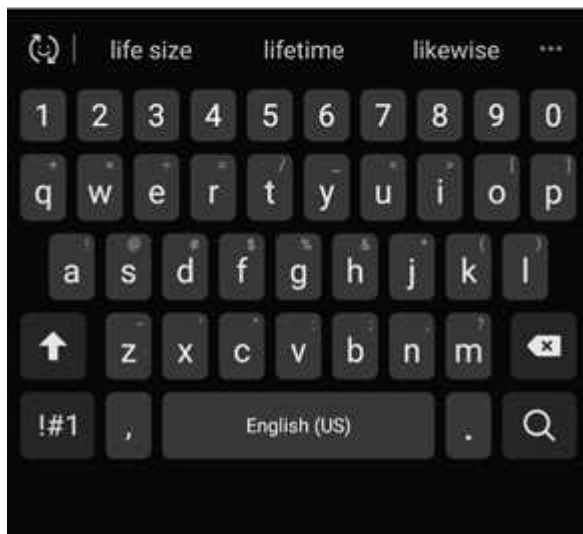 life size lifetime likewise ...
1 2 3 4 5 6 7 8 9 0
q w e r t y u i o p
! @ # $ % & * ( )
a s d f g h j k l
z x c v b n m
!#1 , English (US) .